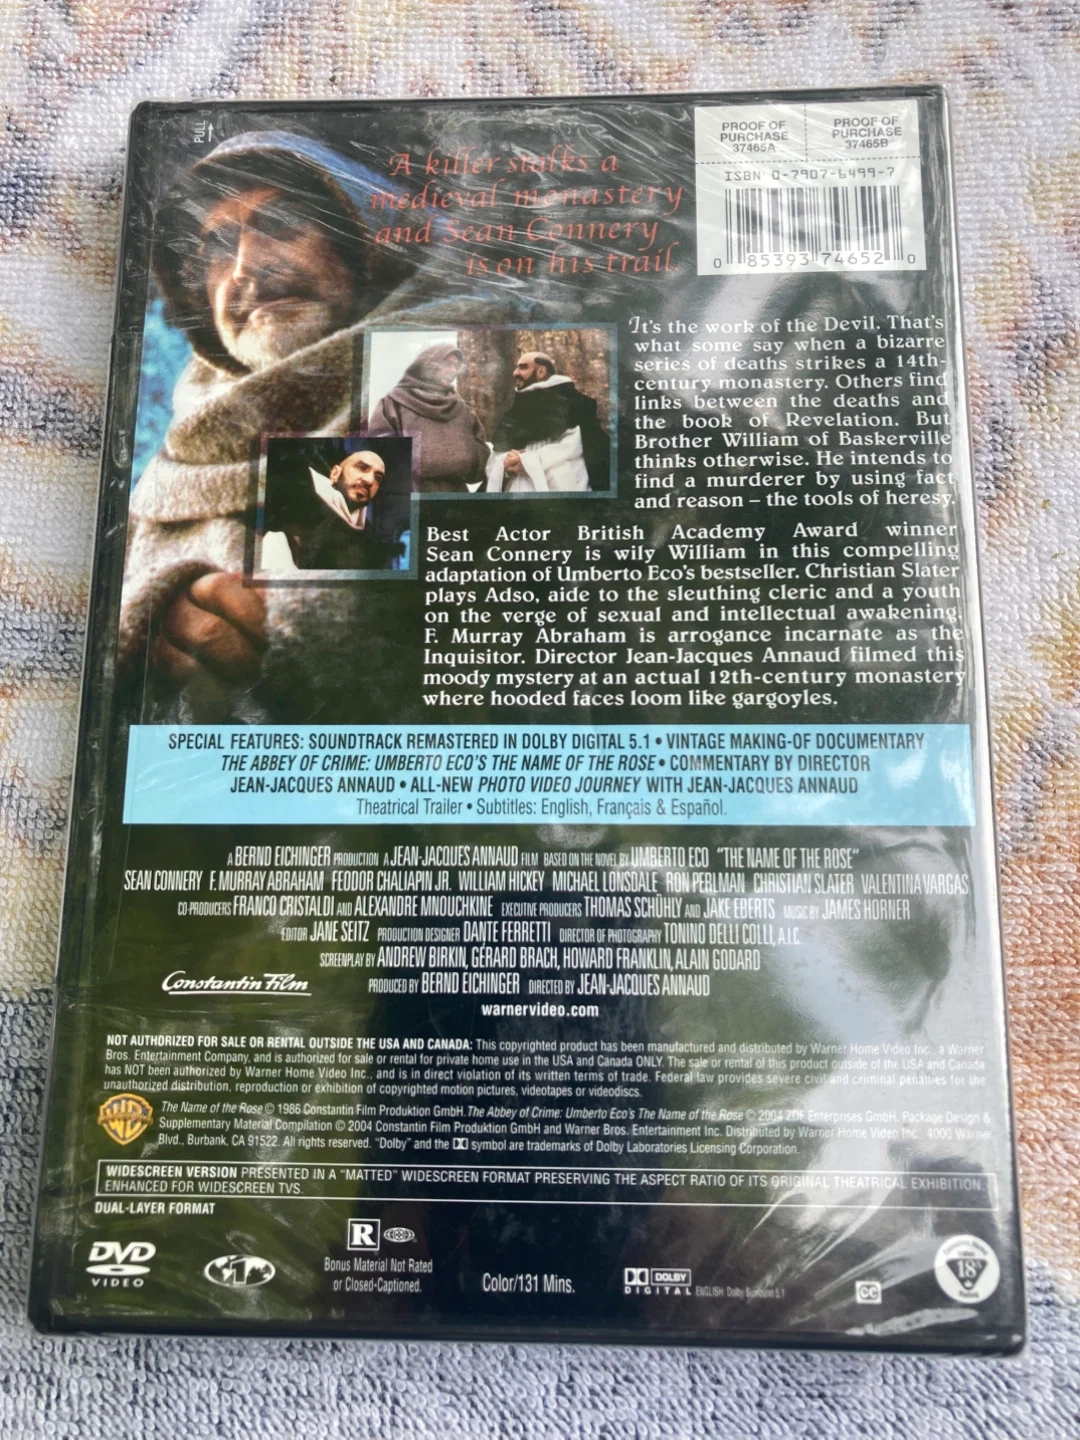 PULL
A killer stalks a
medieval monastery
and Sean Connery
is on his trail.
PROOF OF
PURCHASE
37465A
PROOF OF
PURCHASE
37465B
ISBN 0-7907-6499-7
0 85393 74652 0
It's the work of the Devil. That's
what some say when a bizarre
series of deaths strikes a 14th-
century monastery. Others find
links between the deaths and
the book of Revelation. But
Brother William of Baskerville
thinks otherwise. He intends to
find a murderer by using fact
and reason – the tools of heresy.
Best Actor British Academy Award winner
Sean Connery is wily William in this compelling
adaptation of Umberto Eco's bestseller. Christian Slater
plays Adso, aide to the sleuthing cleric and a youth
on the verge of sexual and intellectual awakening.
F. Murray Abraham is arrogance incarnate as the
Inquisitor. Director Jean-Jacques Annaud filmed this
moody mystery at an actual 12th-century monastery
where hooded faces loom like gargoyles.
SPECIAL FEATURES: SOUNDTRACK REMASTERED IN DOLBY DIGITAL 5.1 • VINTAGE MAKING-OF DOCUMENTARY
THE ABBEY OF CRIME: UMBERTO ECO'S THE NAME OF THE ROSE • COMMENTARY BY DIRECTOR
JEAN-JACQUES ANNAUD • ALL-NEW PHOTO VIDEO JOURNEY WITH JEAN-JACQUES ANNAUD
Theatrical Trailer • Subtitles: English, Français & Español.
A BERND EICHINGER PRODUCTION A JEAN-JACQUES ANNAUD FILM BASED ON THE NOVEL BY UMBERTO ECO "THE NAME OF THE ROSE"
SEAN CONNERY F. MURRAY ABRAHAM FEODOR CHALIAPIN JR. WILLIAM HICKEY MICHAEL LONSDALE RON PERLMAN CHRISTIAN SLATER VALENTINA VARGAS
CO-PRODUCERS FRANCO CRISTALDI AND ALEXANDRE MNOUCHKINE EXECUTIVE PRODUCERS THOMAS SCHÜHLY AND JAKE EBERTS MUSIC BY JAMES HORNER
EDITOR JANE SEITZ PRODUCTION DESIGNER DANTE FERRETTI DIRECTOR OF PHOTOGRAPHY TONINO DELLI COLLI, A.I.C.
SCREENPLAY BY ANDREW BIRKIN, GERARD BRACH, HOWARD FRANKLIN, ALAIN GODARD
Constantin Film PRODUCED BY BERND EICHINGER DIRECTED BY JEAN-JACQUES ANNAUD
warnervideo.com
NOT AUTHORIZED FOR SALE OR RENTAL OUTSIDE THE USA AND CANADA: This copyrighted product has been manufactured and distributed by Warner Home Video Inc., a Warner
Bros. Entertainment Company, and is authorized for sale or rental for private home use in the USA and Canada ONLY. The sale or rental of this product outside of the USA and Canada
has NOT been authorized by Warner Home Video Inc., and is in direct violation of its written terms of trade. Federal law provides severe civil and criminal penalties for the
unauthorized distribution, reproduction or exhibition of copyrighted motion pictures, videotapes or videodiscs.
The Name of the Rose © 1986 Constantin Film Produktion GmbH. The Abbey of Crime: Umberto Eco's The Name of the Rose © 2004 ZDF Enterprises GmbH. Package Design &
Supplementary Material Compilation © 2004 Constantin Film Produktion GmbH and Warner Bros. Entertainment Inc. Distributed by Warner Home Video Inc., 4000 Warner
Blvd., Burbank, CA 91522. All rights reserved. "Dolby" and the DD symbol are trademarks of Dolby Laboratories Licensing Corporation.
WIDESCREEN VERSION PRESENTED IN A "MATTED" WIDESCREEN FORMAT PRESERVING THE ASPECT RATIO OF ITS ORIGINAL THEATRICAL EXHIBITION.
ENHANCED FOR WIDESCREEN TVS.
DUAL-LAYER FORMAT
DVD
VIDEO
1
R
Bonus Material Not Rated
or Closed-Captioned.
Color/131 Mins.
DOLBY
DIGITAL ENGLISH Dolby Surround 5.1
CC
18